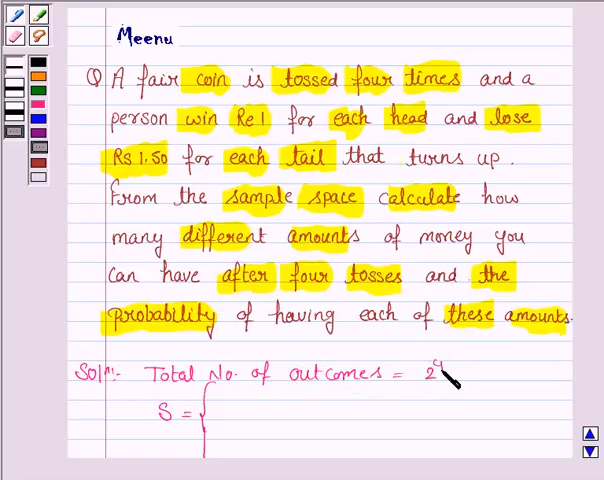 Meenu
Q A fair coin is tossed four times and a
person win Re 1 for each head and lose
Rs 1.50 for each tail that turns up.
From the sample space calculate how
many different amounts of money you
can have after four tosses and the
probability of having each of these amounts.
Soln:- Total No. of outcomes = 2⁴
S = {